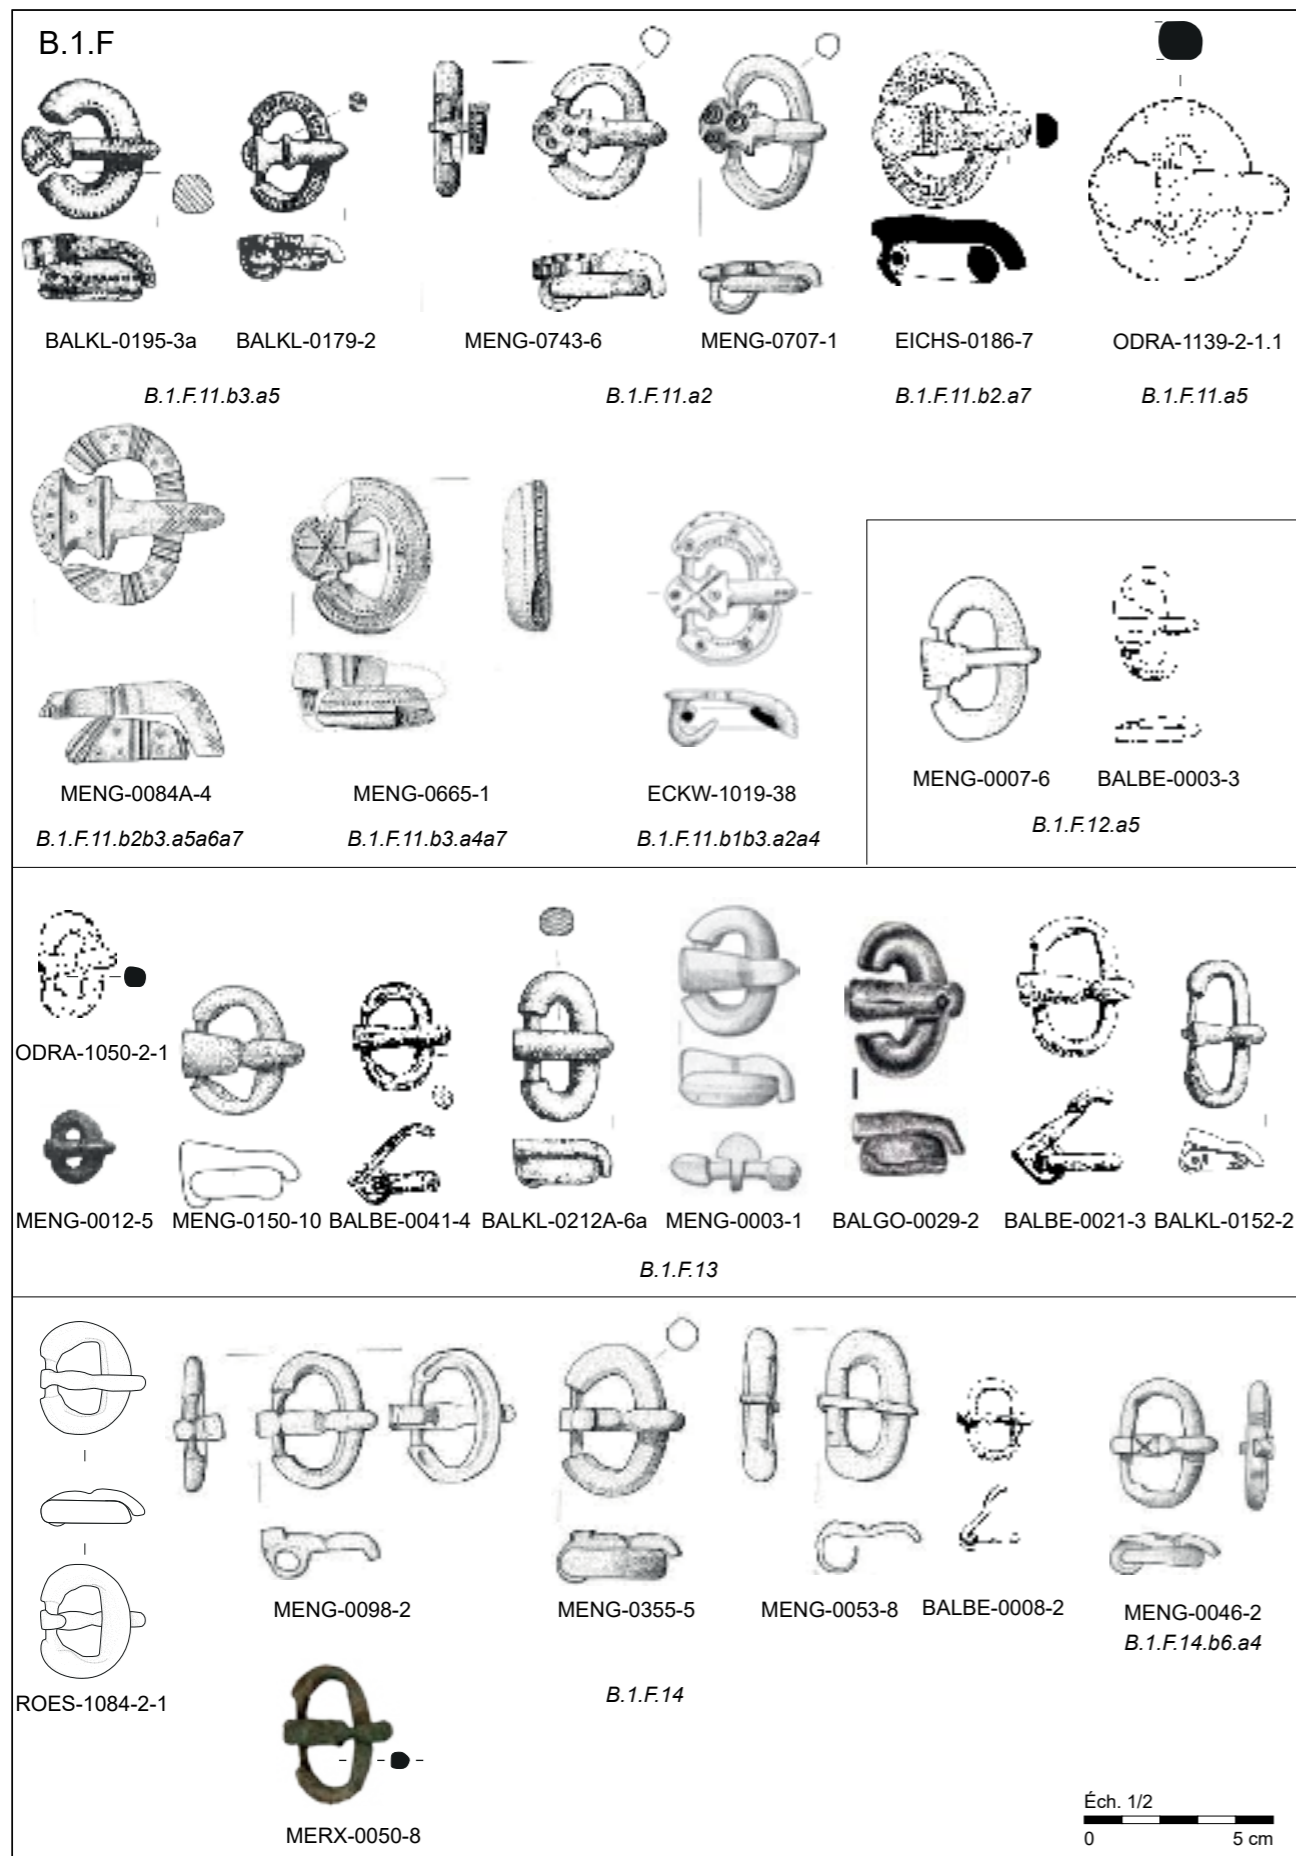 B.1.F
BALKL-0195-3a BALKL-0179-2 MENG-0743-6 MENG-0707-1 EICHS-0186-7 ODRA-1139-2-1.1
B.1.F.11.b3.a5 B.1.F.11.a2 B.1.F.11.b2.a7 B.1.F.11.a5
MENG-0084A-4 MENG-0665-1 ECKW-1019-38
B.1.F.11.b2b3.a5a6a7 B.1.F.11.b3.a4a7 B.1.F.11.b1b3.a2a4
MENG-0007-6 BALBE-0003-3
B.1.F.12.a5
ODRA-1050-2-1
MENG-0012-5 MENG-0150-10 BALBE-0041-4 BALKL-0212A-6a MENG-0003-1 BALGO-0029-2 BALBE-0021-3 BALKL-0152-2
B.1.F.13
MENG-0098-2 MENG-0355-5 MENG-0053-8 BALBE-0008-2 MENG-0046-2
B.1.F.14.b6.a4
ROES-1084-2-1
B.1.F.14
MERX-0050-8
Éch. 1/2
0 5 cm